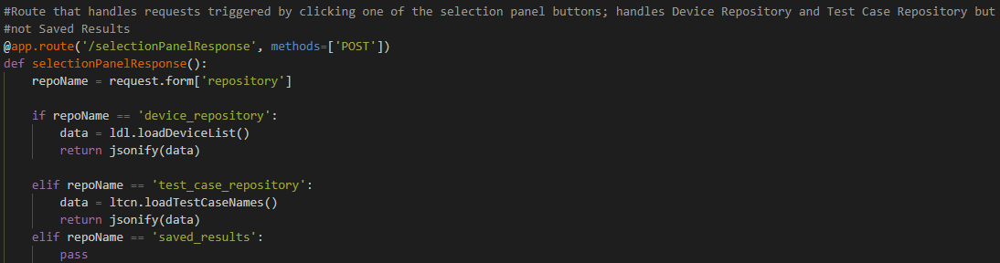 #Route that handles requests triggered by clicking one of the selection panel buttons; handles Device Repository and Test Case Repository but
#not Saved Results
@app.route('/selectionPanelResponse', methods=['POST'])
def selectionPanelResponse():
    repoName = request.form['repository']

    if repoName == 'device_repository':
        data = ldl.loadDeviceList()
        return jsonify(data)

    elif repoName == 'test_case_repository':
        data = ltcn.loadTestCaseNames()
        return jsonify(data)
    elif repoName == 'saved_results':
        pass